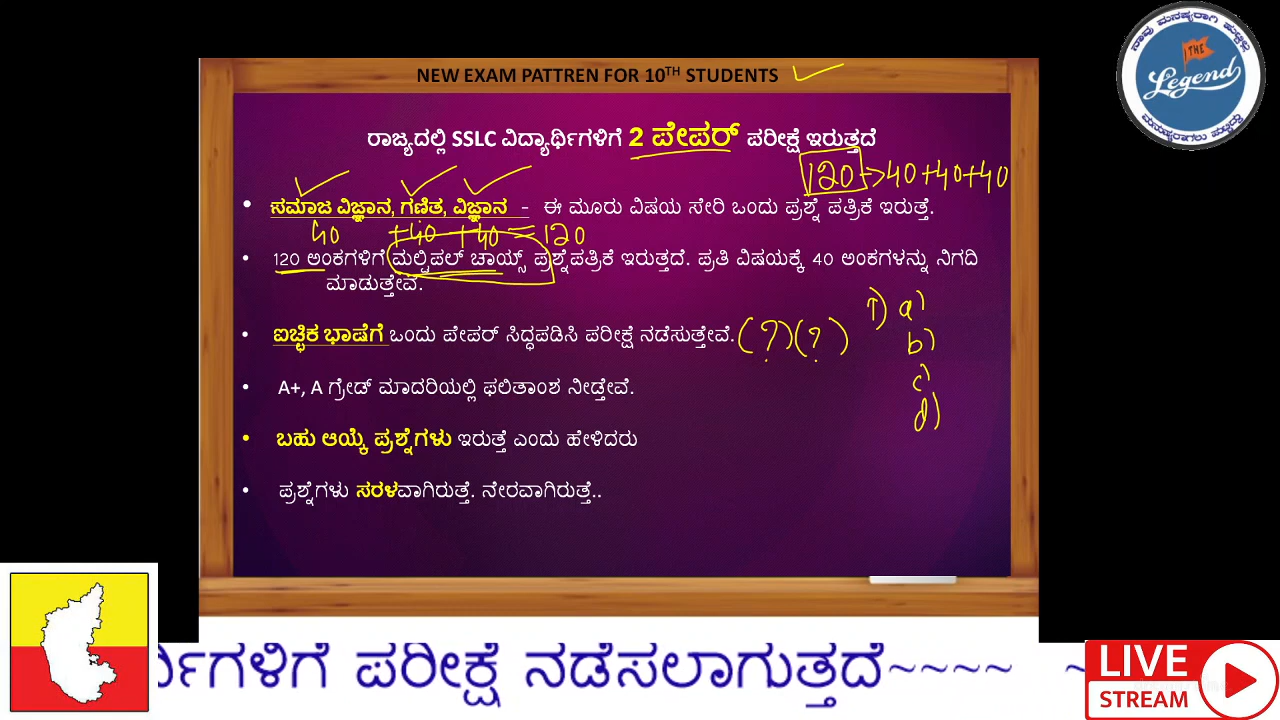 NEW EXAM PATTREN FOR 10TH STUDENTS
ರಾಜ್ಯದಲ್ಲಿ SSLC ವಿದ್ಯಾರ್ಥಿಗಳಿಗೆ 2 ಪೇಪರ್ ಪರೀಕ್ಷೆ ಇರುತ್ತದೆ
120 -> 40+40+40
• ಸಮಾಜ ವಿಜ್ಞಾನ, ಗಣಿತ, ವಿಜ್ಞಾನ - ಈ ಮೂರು ವಿಷಯ ಸೇರಿ ಒಂದು ಪ್ರಶ್ನೆ ಪತ್ರಿಕೆ ಇರುತ್ತೆ.
40 +40 +40 = 120
• 120 ಅಂಕಗಳಿಗೆ ಮಲ್ಟಿಪಲ್ ಚಾಯ್ಸ್ ಪ್ರಶ್ನೆಪತ್ರಿಕೆ ಇರುತ್ತದೆ. ಪ್ರತಿ ವಿಷಯಕ್ಕೆ 40 ಅಂಕಗಳನ್ನು ನಿಗದಿ
ಮಾಡುತ್ತೇವೆ.
• ಐಚ್ಛಿಕ ಭಾಷೆಗೆ ಒಂದು ಪೇಪರ್ ಸಿದ್ಧಪಡಿಸಿ ಪರೀಕ್ಷೆ ನಡೆಸುತ್ತೇವೆ. (?)(?)
1) a)
b)
c)
d)
• A+, A ಗ್ರೇಡ್ ಮಾದರಿಯಲ್ಲಿ ಫಲಿತಾಂಶ ನೀಡ್ತೇವೆ.
• ಬಹು ಆಯ್ಕೆ ಪ್ರಶ್ನೆಗಳು ಇರುತ್ತೆ ಎಂದು ಹೇಳಿದರು
• ಪ್ರಶ್ನೆಗಳು ಸರಳವಾಗಿರುತ್ತೆ. ನೇರವಾಗಿರುತ್ತೆ..
THE
Legend
ರ್ಥಿಗಳಿಗೆ ಪರೀಕ್ಷೆ ನಡೆಸಲಾಗುತ್ತದೆ~~~~ ~
LIVE
STREAM